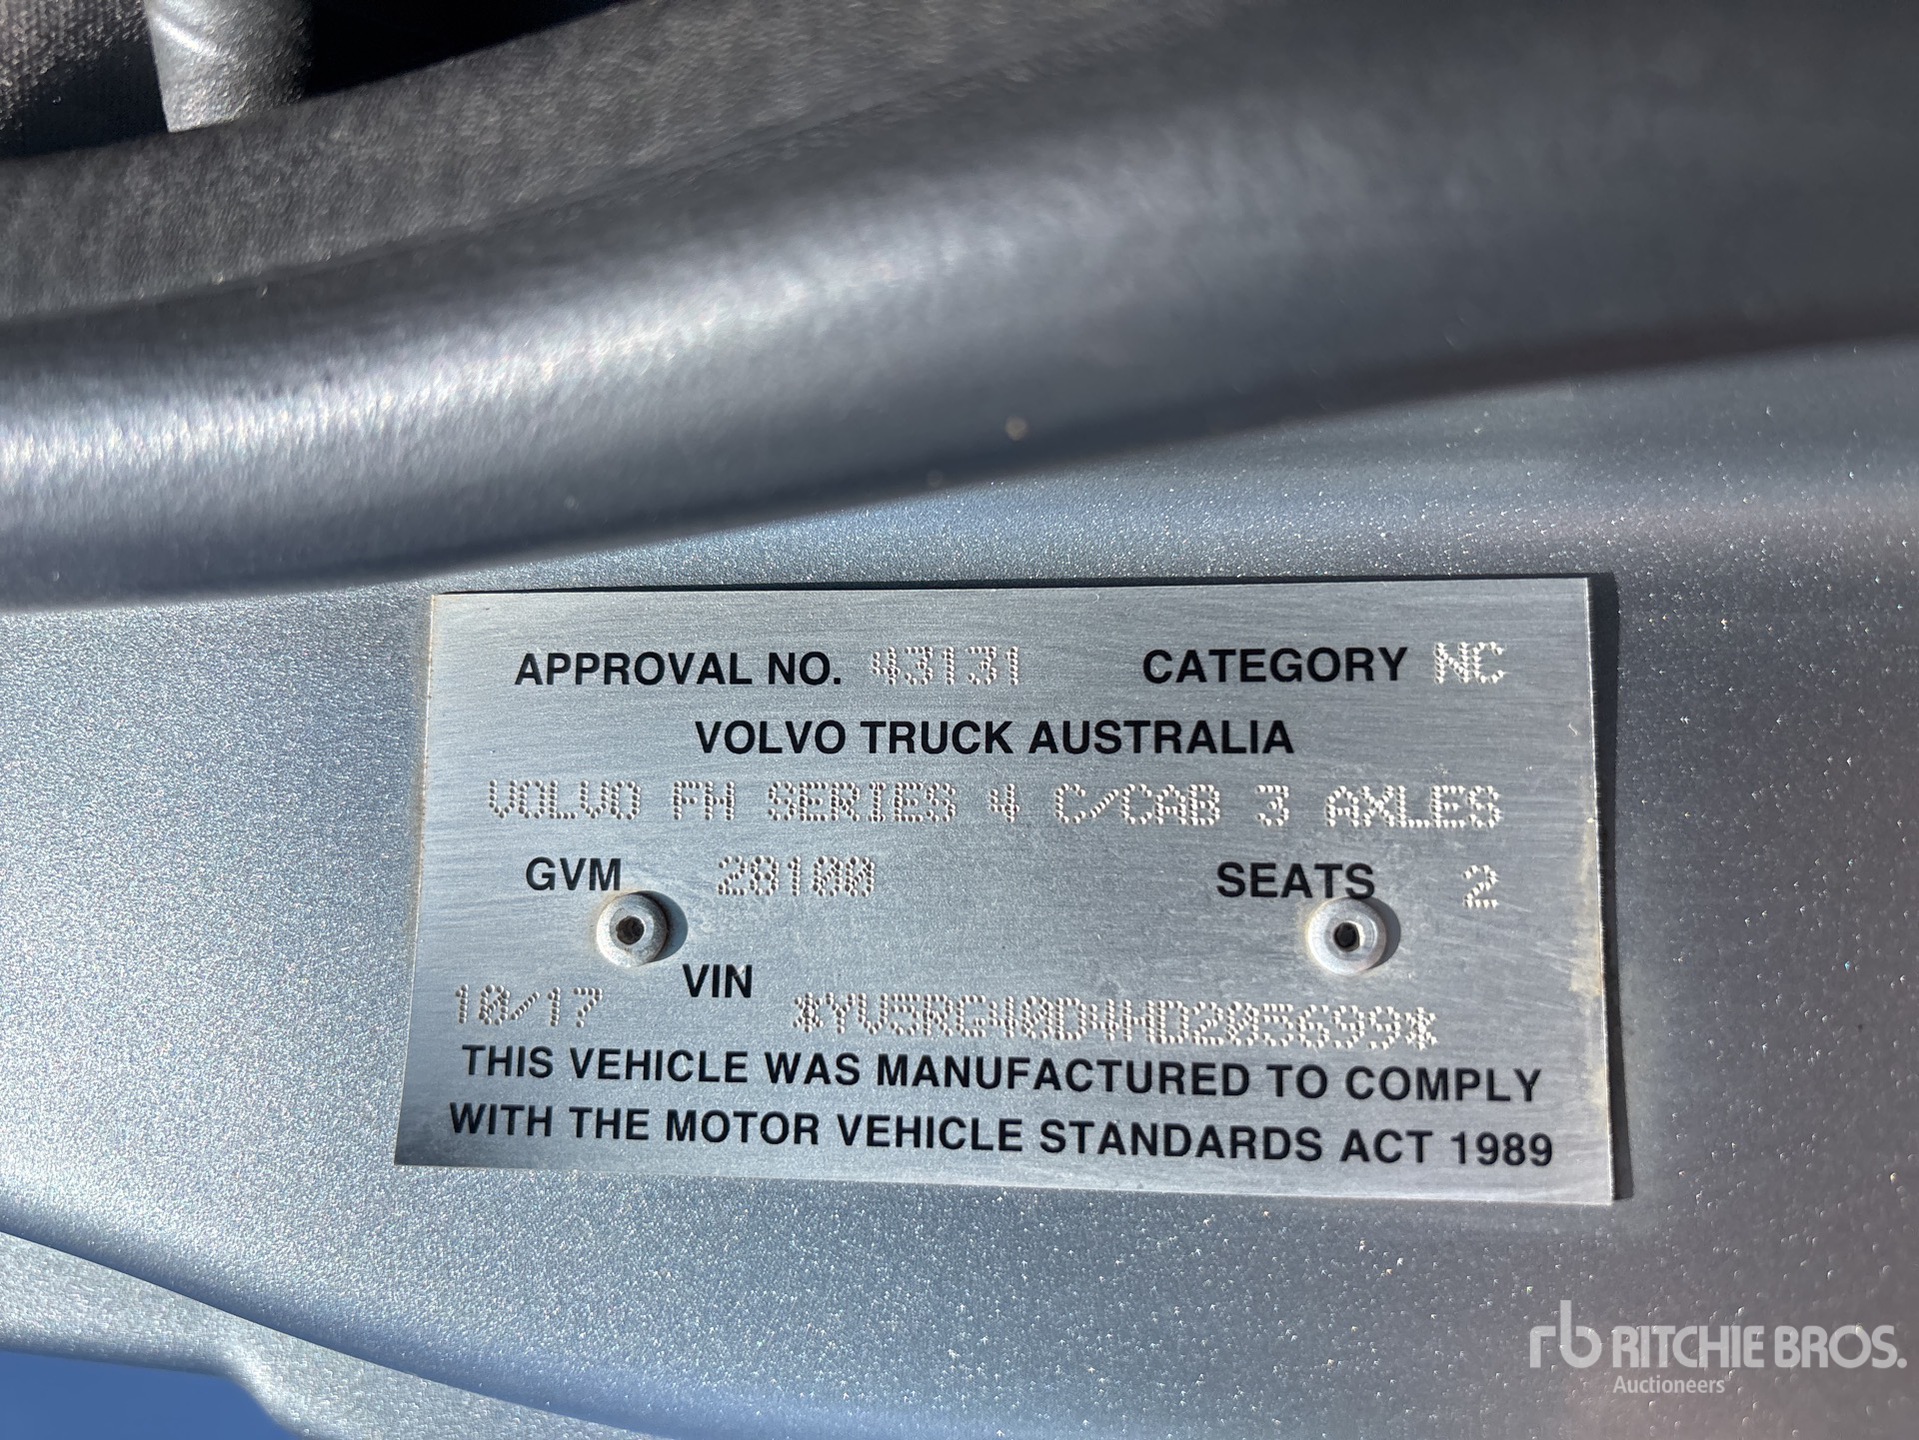 APPROVAL NO. 43131 CATEGORY NC
VOLVO TRUCK AUSTRALIA
VOLVO FH SERIES 4 C/CAB 3 AXLES
GVM 28100 SEATS 2
10/17 VIN *YV5RG40D4HD205699*
THIS VEHICLE WAS MANUFACTURED TO COMPLY
WITH THE MOTOR VEHICLE STANDARDS ACT 1989
rb RITCHIE BROS.
Auctioneers